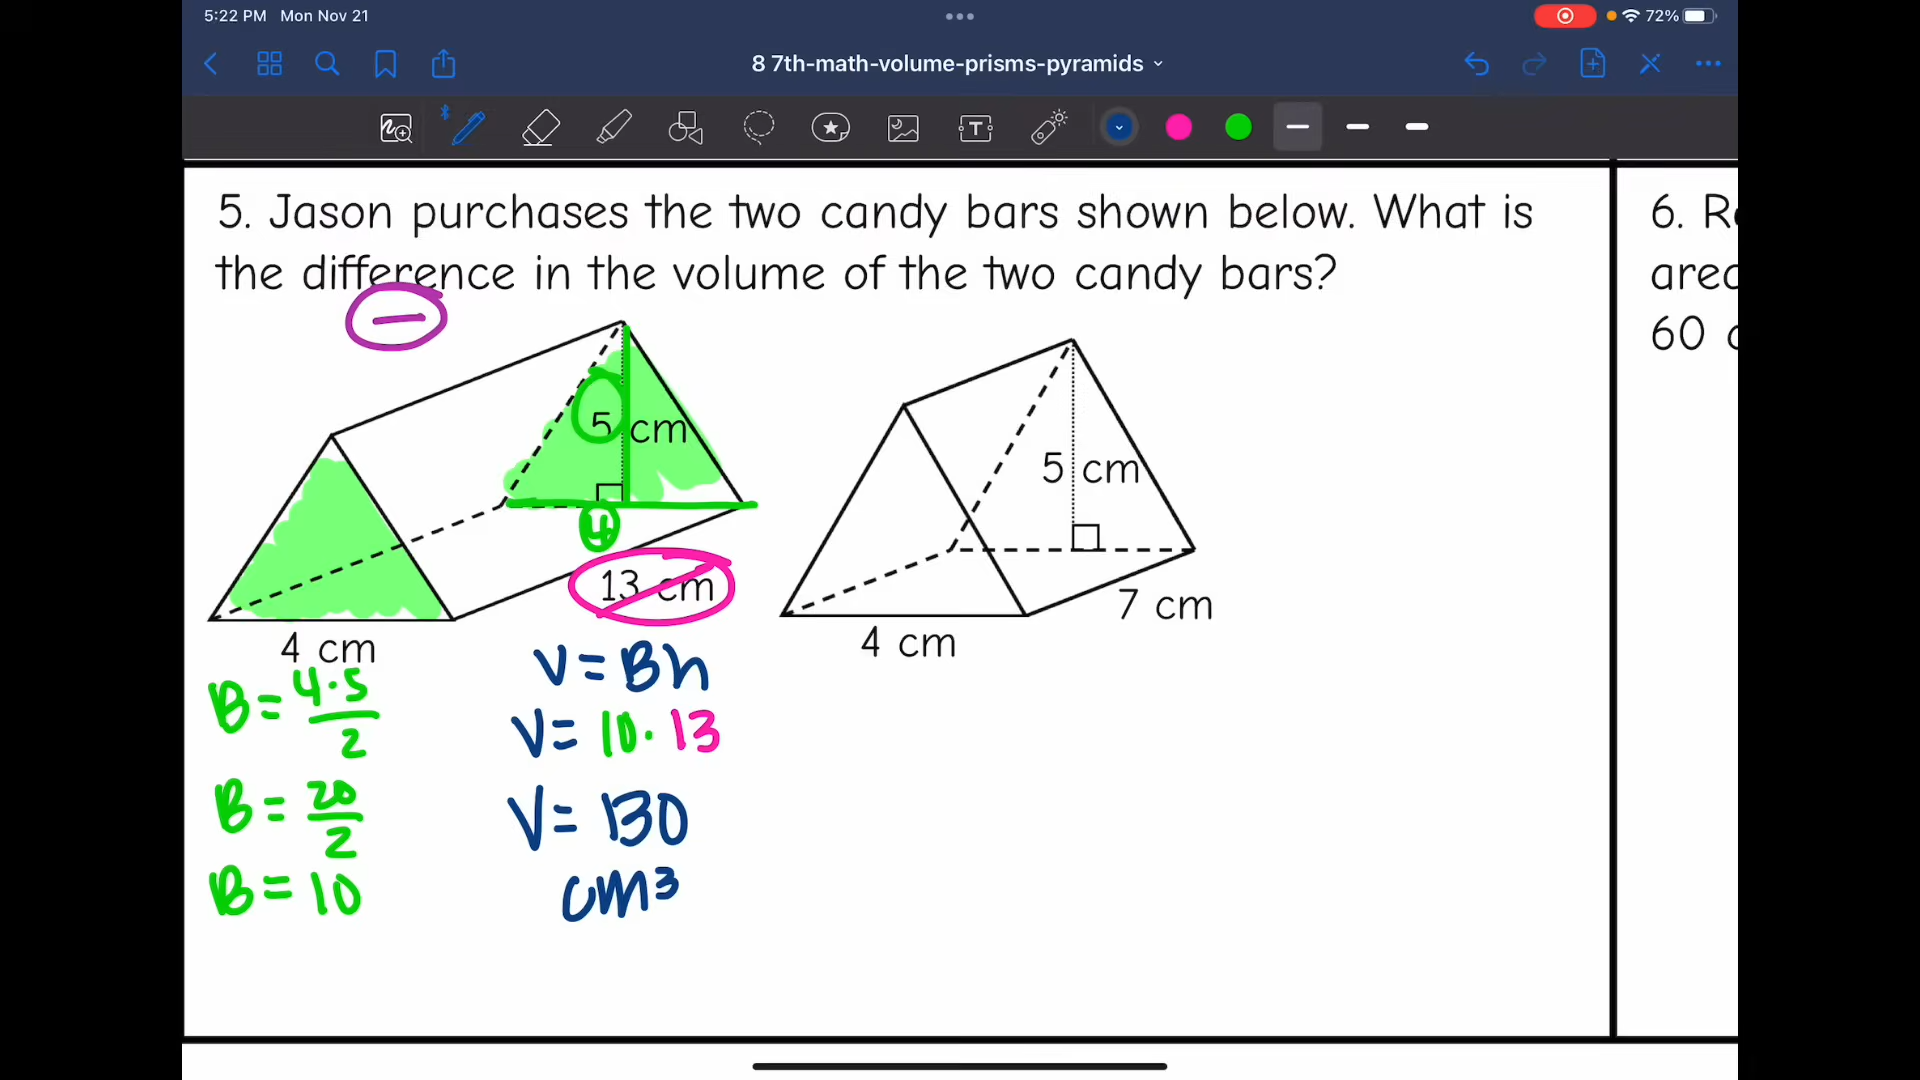 5:22 PM Mon Nov 21
72%
8 7th-math-volume-prisms-pyramids
T
5. Jason purchases the two candy bars shown below. What is
the difference in the volume of the two candy bars?
5 cm
4
13 cm
4 cm
5 cm
7 cm
4 cm
B = 4·5
2
B = 20
2
B = 10
V = Bh
V = 10 · 13
V = 130
cm³
6.
60